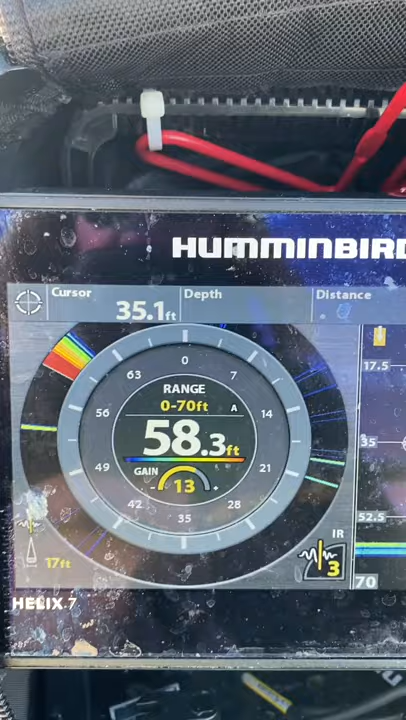 HUMMINBIRD
Cursor
35.1ft
Depth
Distance
0
63
7
56
14
49
21
42
28
35
RANGE
0-70ft
A
58.3ft
GAIN
- 13 +
17ft
IR
3
17.5
35
52.5
70
HELIX 7